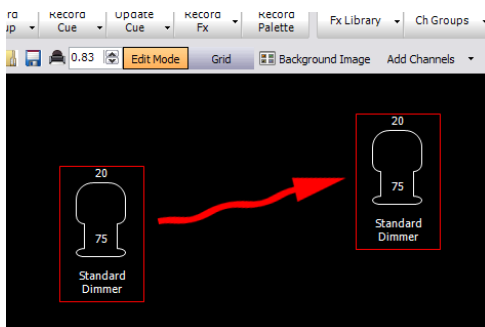 Record Update Record Record Fx Library Ch Groups
Cue Cue Fx Palette
0.83 Edit Mode Grid Background Image Add Channels
20
75
Standard
Dimmer
20
75
Standard
Dimmer